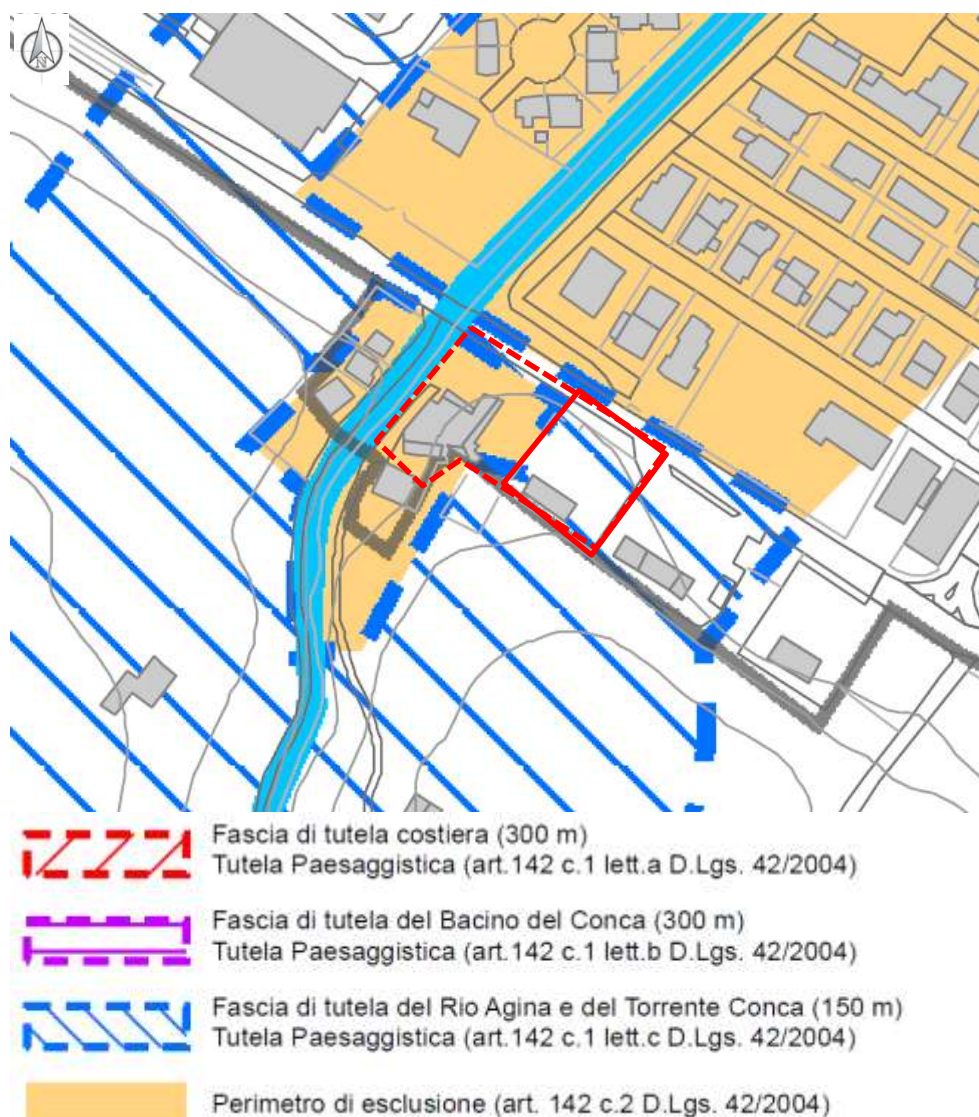 N
Fascia di tutela costiera (300 m)
Tutela Paesaggistica (art.142 c.1 lett.a D.Lgs. 42/2004)
Fascia di tutela del Bacino del Conca (300 m)
Tutela Paesaggistica (art.142 c.1 lett.b D.Lgs. 42/2004)
Fascia di tutela del Rio Agina e del Torrente Conca (150 m)
Tutela Paesaggistica (art.142 c.1 lett.c D.Lgs. 42/2004)
Perimetro di esclusione (art. 142 c.2 D.Lgs. 42/2004)